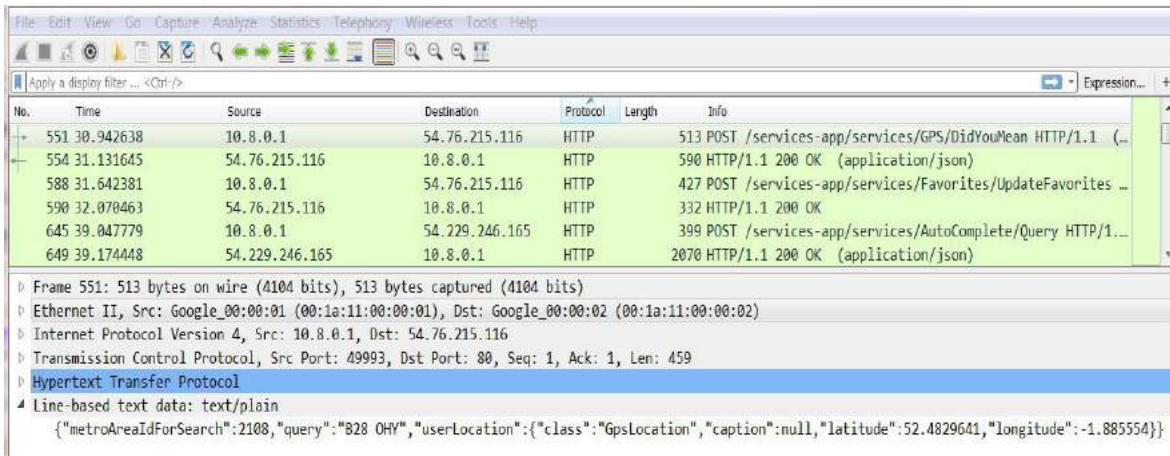 File Edit View Go Capture Analyze Statistics Telephony Wireless Tools Help
Apply a display filter ... <Ctrl-/> Expression... +
No. Time Source Destination Protocol Length Info
551 30.942638 10.8.0.1 54.76.215.116 HTTP 513 POST /services-app/services/GPS/DidYouMean HTTP/1.1 (…
554 31.131645 54.76.215.116 10.8.0.1 HTTP 590 HTTP/1.1 200 OK (application/json)
588 31.642381 10.8.0.1 54.76.215.116 HTTP 427 POST /services-app/services/Favorites/UpdateFavorites …
590 32.070463 54.76.215.116 10.8.0.1 HTTP 332 HTTP/1.1 200 OK
645 39.047779 10.8.0.1 54.229.246.165 HTTP 399 POST /services-app/services/AutoComplete/Query HTTP/1.…
649 39.174448 54.229.246.165 10.8.0.1 HTTP 2070 HTTP/1.1 200 OK (application/json)
Frame 551: 513 bytes on wire (4104 bits), 513 bytes captured (4104 bits)
Ethernet II, Src: Google_00:00:01 (00:1a:11:00:00:01), Dst: Google_00:00:02 (00:1a:11:00:00:02)
Internet Protocol Version 4, Src: 10.8.0.1, Dst: 54.76.215.116
Transmission Control Protocol, Src Port: 49993, Dst Port: 80, Seq: 1, Ack: 1, Len: 459
Hypertext Transfer Protocol
Line-based text data: text/plain
{"metroAreaIdForSearch":2108,"query":"B28 OHY","userLocation":{"class":"GpsLocation","caption":null,"latitude":52.4829641,"longitude":-1.885554}}